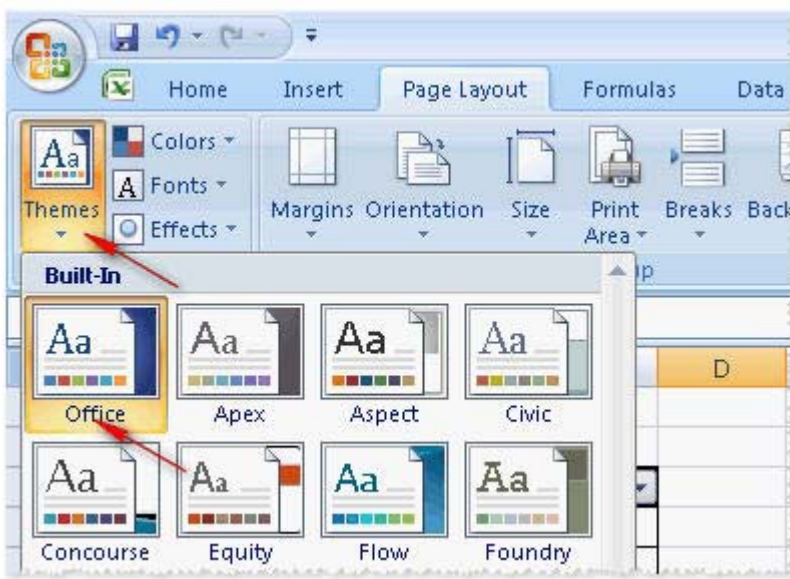 Home Insert Page Layout Formulas Data
Aa Colors
A Fonts
Themes Effects
Margins Orientation Size Print Area Breaks
Built-In
D
Aa Aa Aa Aa
Office Apex Aspect Civic
Aa Aa Aa Aa
Concourse Equity Flow Foundry